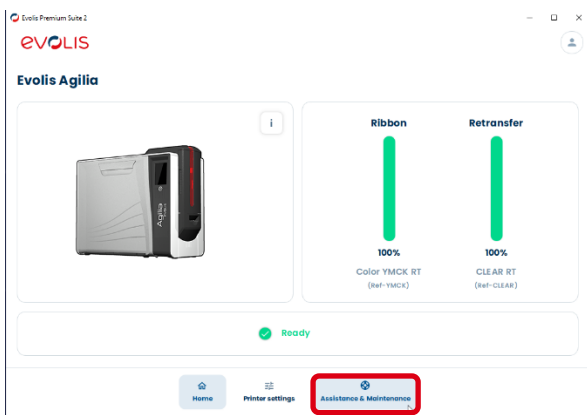 Evolis Premium Suite 2
evolis
Evolis Agilia
i
Ribbon
Retransfer
Agilia
100%
100%
Color YMCK RT
(Ref-YMCK)
CLEAR RT
(Ref-CLEAR)
Ready
Home
Printer settings
Assistance & Maintenance